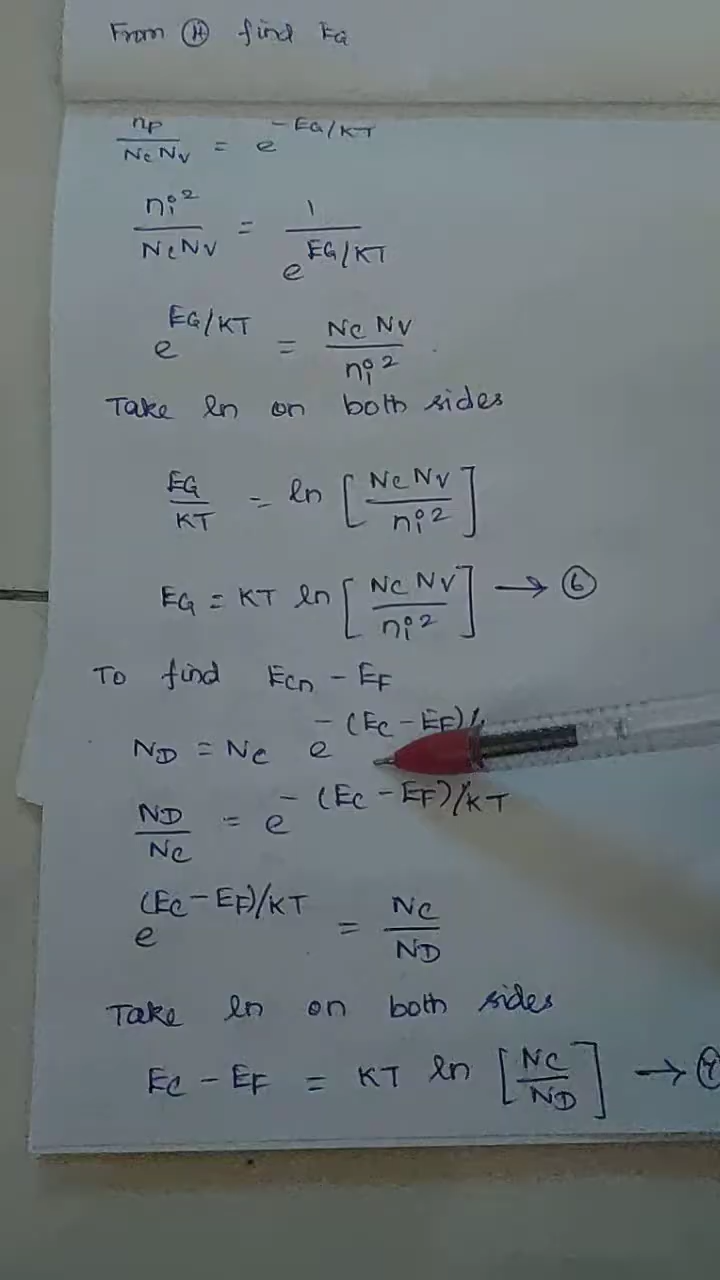 From ④ find EG
np/NcNv = e^-EG/KT
ni²/NcNv = 1/e^EG/KT
e^EG/KT = NcNv/ni²
Take ln on both sides
EG/KT = ln [NcNv/ni²]
EG = KT ln [NcNv/ni²] → ⑥
To find Ecn - EF
ND = Nc e^-(Ec-EF)/
ND/Nc = e^-(Ec-EF)/KT
e^(Ec-EF)/KT = Nc/ND
Take ln on both sides
Ec - EF = KT ln [Nc/ND] →